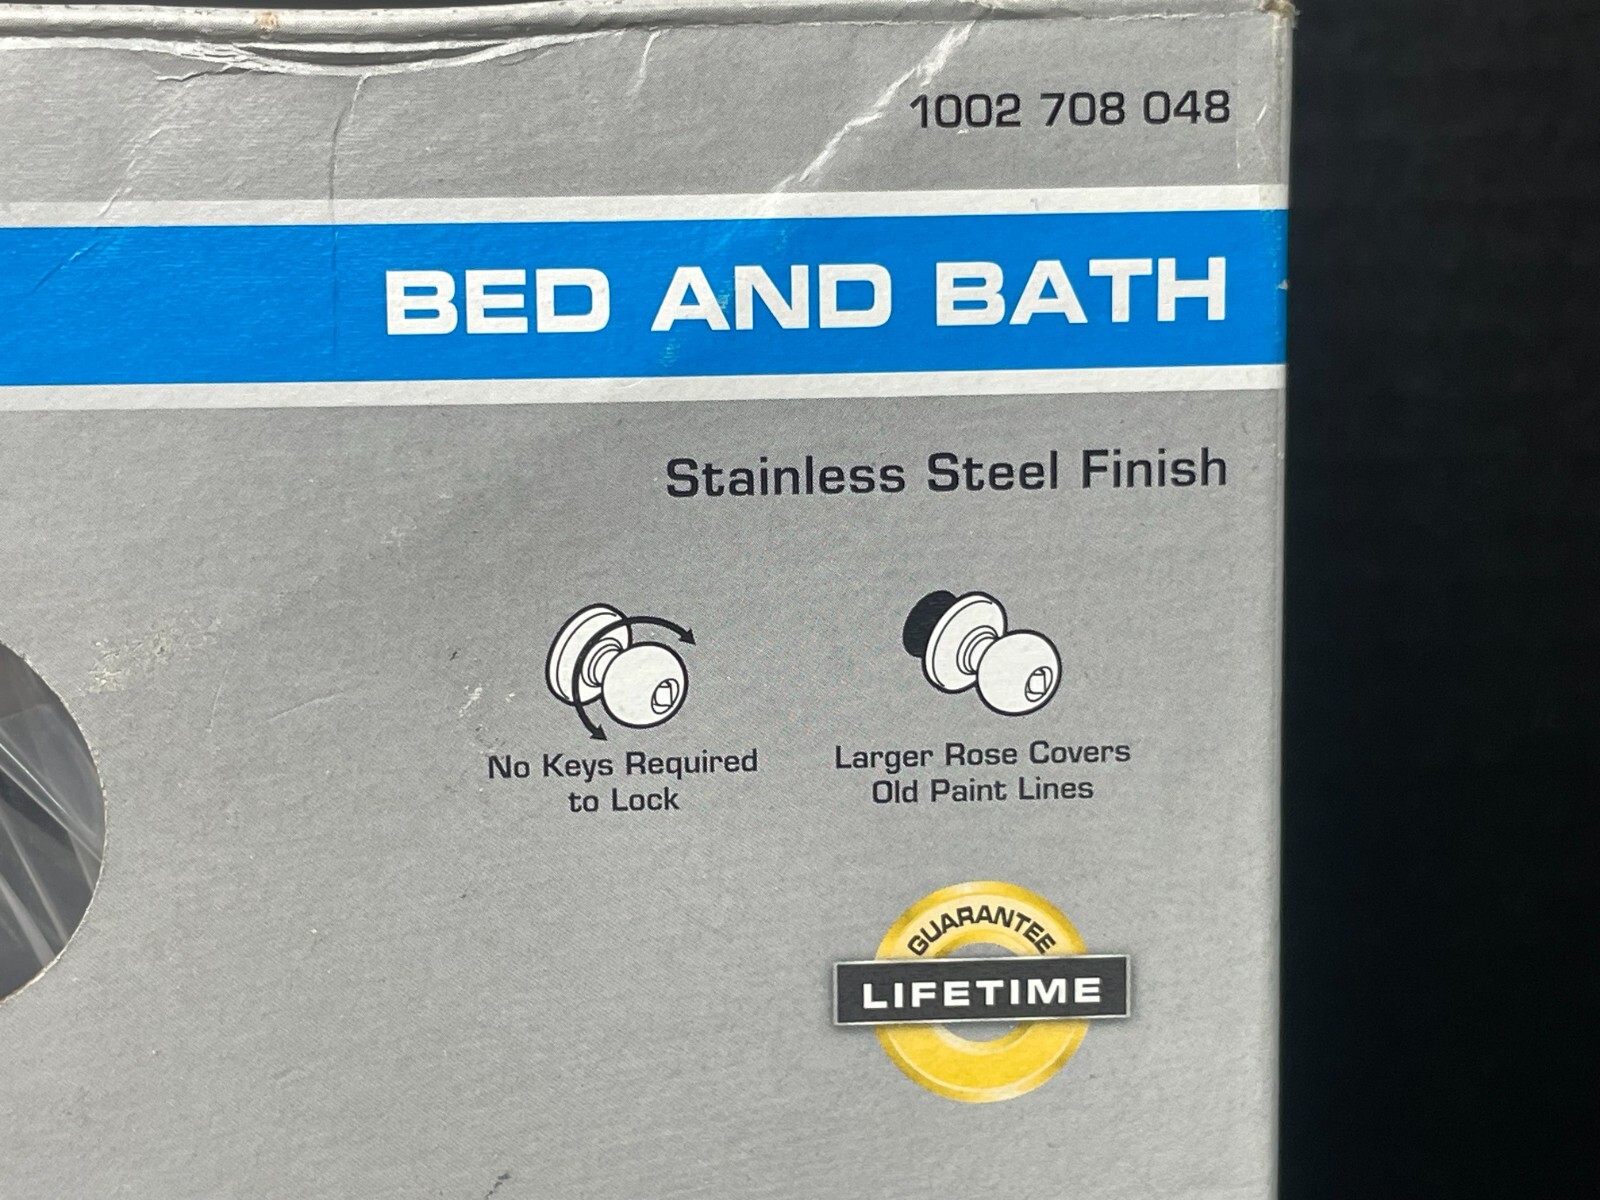 1002 708 048
BED AND BATH
Stainless Steel Finish
No Keys Required
to Lock
Larger Rose Covers
Old Paint Lines
GUARANTEE
LIFETIME